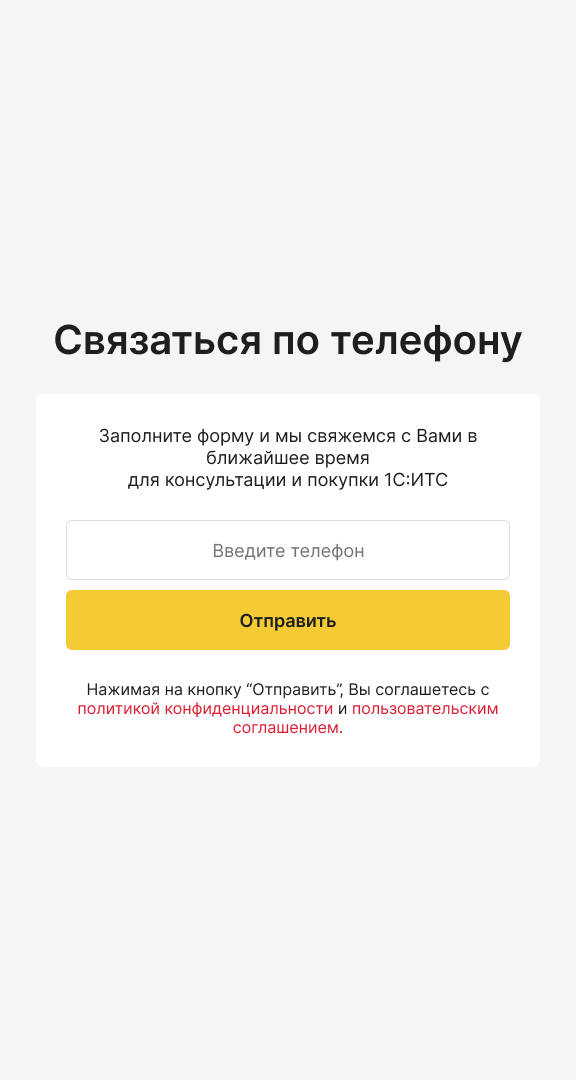 Связаться по телефону
Заполните форму и мы свяжемся с Вами в
ближайшее время
для консультации и покупки 1С:ИТС
Введите телефон
Отправить
Нажимая на кнопку “Отправить”, Вы соглашетесь с
политикой конфиденциальности и пользовательским
соглашением.